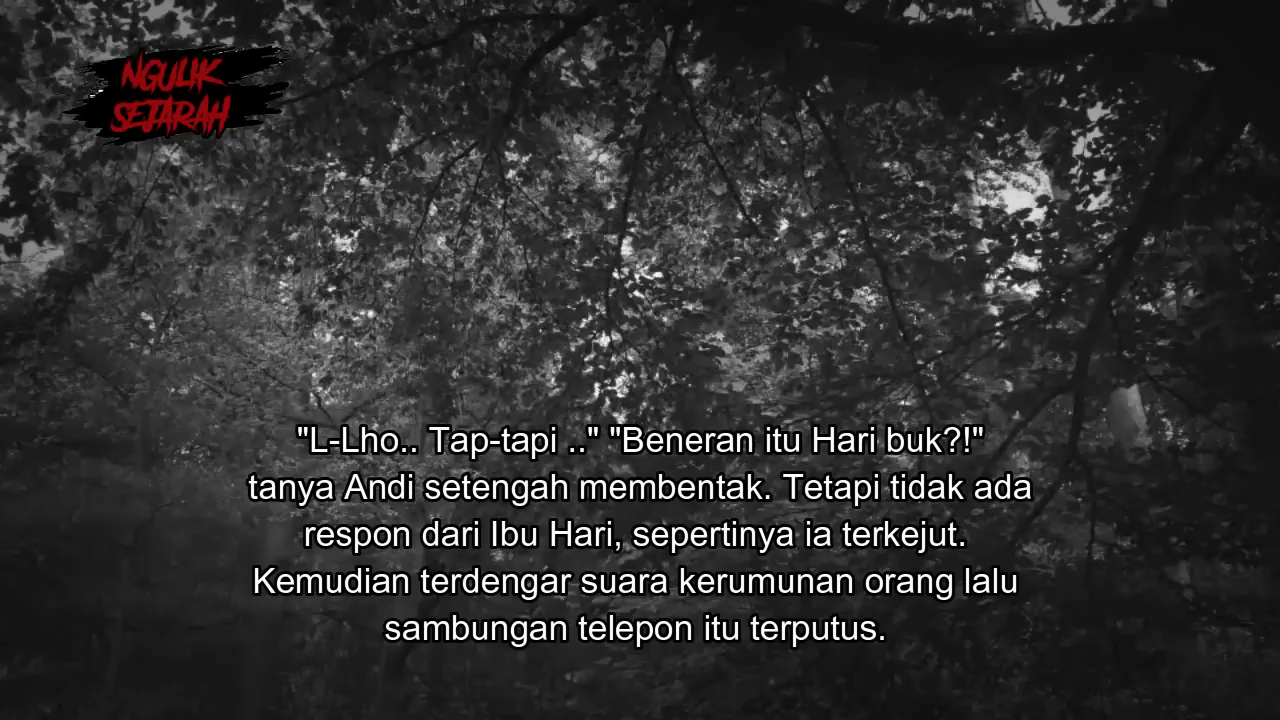 NGULIK
SEJARAH
"L-Lho.. Tap-tapi .." "Beneran itu Hari buk?!"
tanya Andi setengah membentak. Tetapi tidak ada
respon dari Ibu Hari, sepertinya ia terkejut.
Kemudian terdengar suara kerumunan orang lalu
sambungan telepon itu terputus.